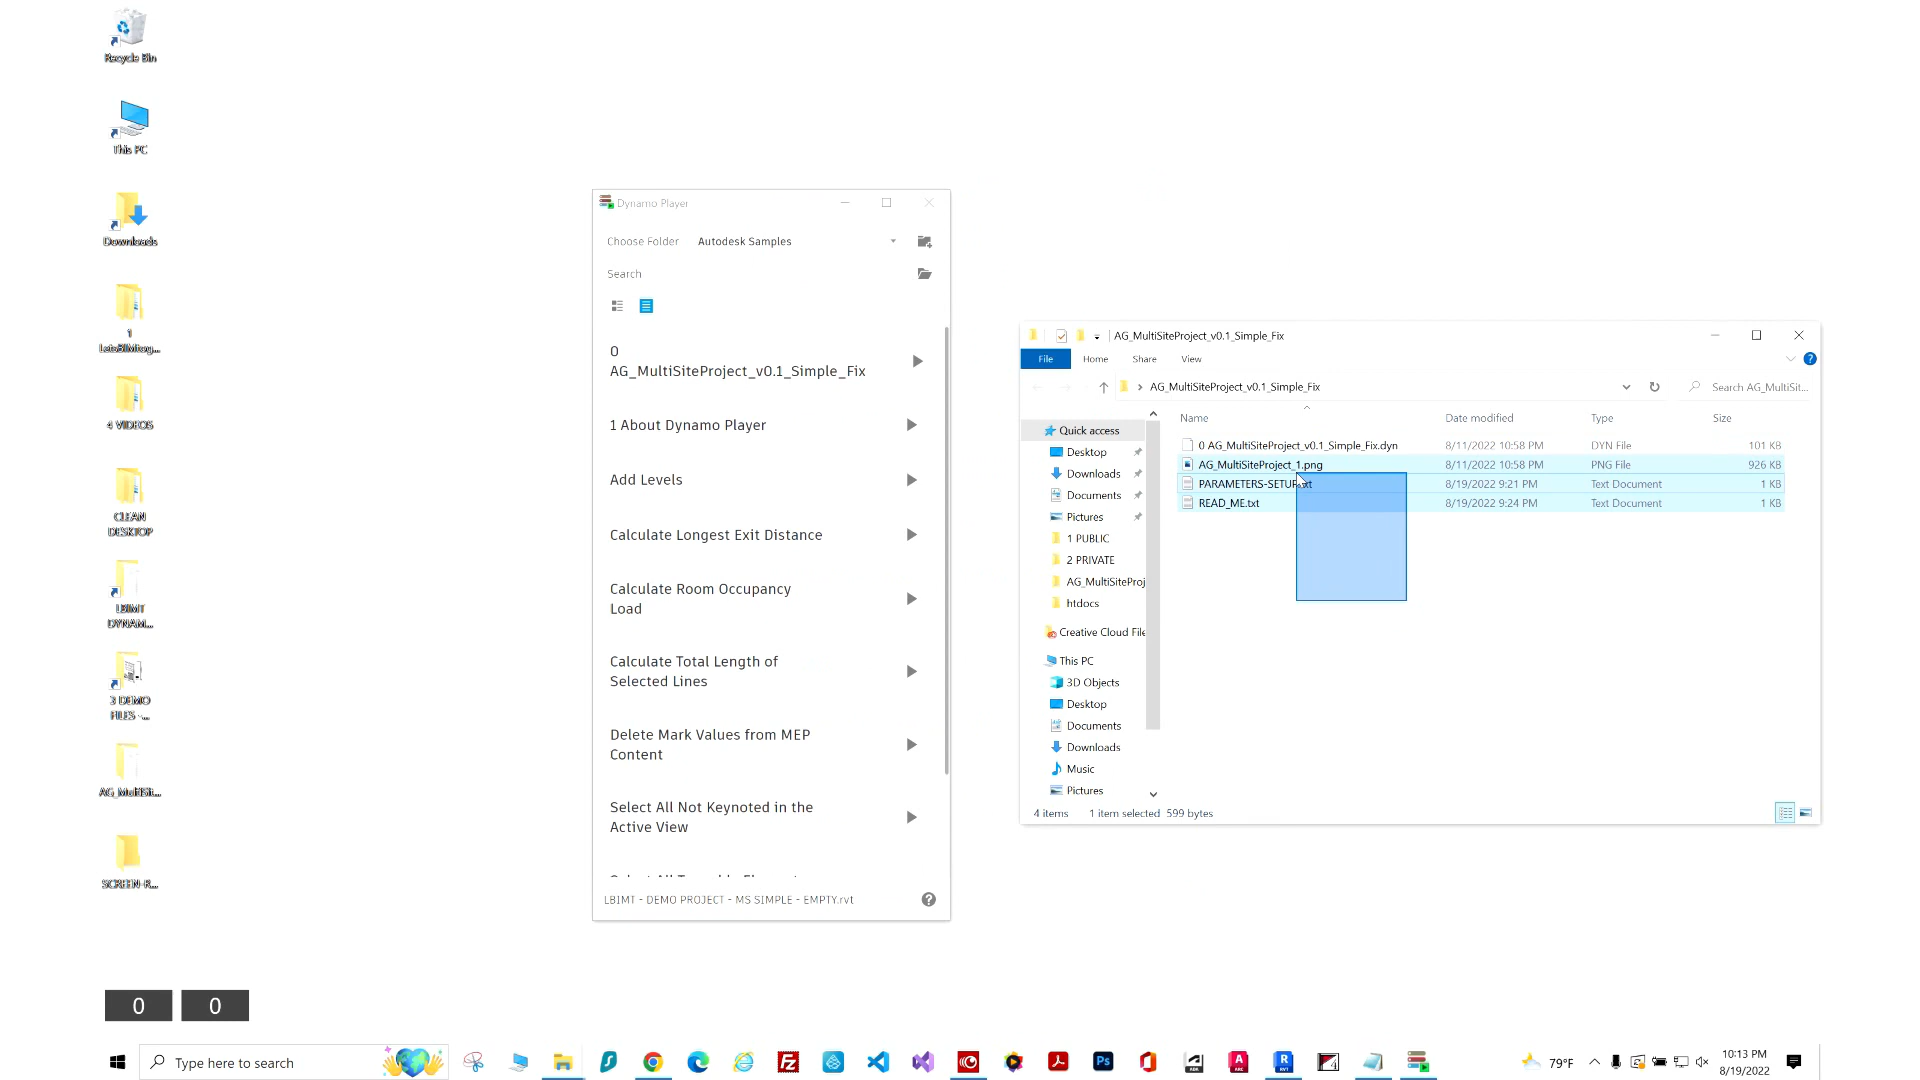 Recycle Bin
This PC
Downloads
1
4 VIDEOS
CLEAN
DESKTOP
LBIMT
DYNAM...
3 DEMO
FILES -...
AG_MultiSit...
SCREEN-R...
Dynamo Player
Choose Folder Autodesk Samples
Search
0
AG_MultiSiteProject_v0.1_Simple_Fix
1 About Dynamo Player
Add Levels
Calculate Longest Exit Distance
Calculate Room Occupancy
Load
Calculate Total Length of
Selected Lines
Delete Mark Values from MEP
Content
Select All Not Keynoted in the
Active View
LBIMT - DEMO PROJECT - MS SIMPLE - EMPTY.rvt
AG_MultiSiteProject_v0.1_Simple_Fix
File Home Share View
AG_MultiSiteProject_v0.1_Simple_Fix Search AG_MultiSit...
Name Date modified Type Size
0 AG_MultiSiteProject_v0.1_Simple_Fix.dyn 8/11/2022 10:58 PM DYN File 101 KB
AG_MultiSiteProject_1.png 8/11/2022 10:58 PM PNG File 926 KB
PARAMETERS-SETUP.txt 8/19/2022 9:21 PM Text Document 1 KB
READ_ME.txt 8/19/2022 9:24 PM Text Document 1 KB
Quick access
Desktop
Downloads
Documents
Pictures
1 PUBLIC
2 PRIVATE
AG_MultiSiteProj
htdocs
Creative Cloud File
This PC
3D Objects
Desktop
Documents
Downloads
Music
Pictures
4 items 1 item selected 599 bytes
0 0
Type here to search
79°F
10:13 PM
8/19/2022